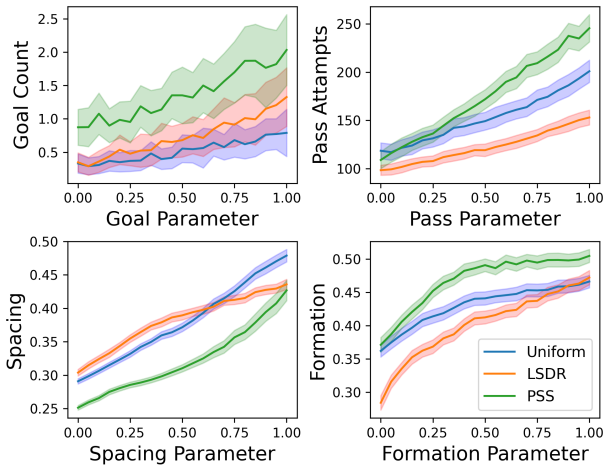 Goal Count
2.5
2.0
1.5
1.0
0.5
0.00 0.25 0.50 0.75 1.00
Goal Parameter
Pass Attampts
250
200
150
100
0.00 0.25 0.50 0.75 1.00
Pass Parameter
Spacing
0.50
0.45
0.40
0.35
0.30
0.25
0.00 0.25 0.50 0.75 1.00
Spacing Parameter
Formation
0.50
0.45
0.40
0.35
0.30
Uniform
LSDR
PSS
0.00 0.25 0.50 0.75 1.00
Formation Parameter